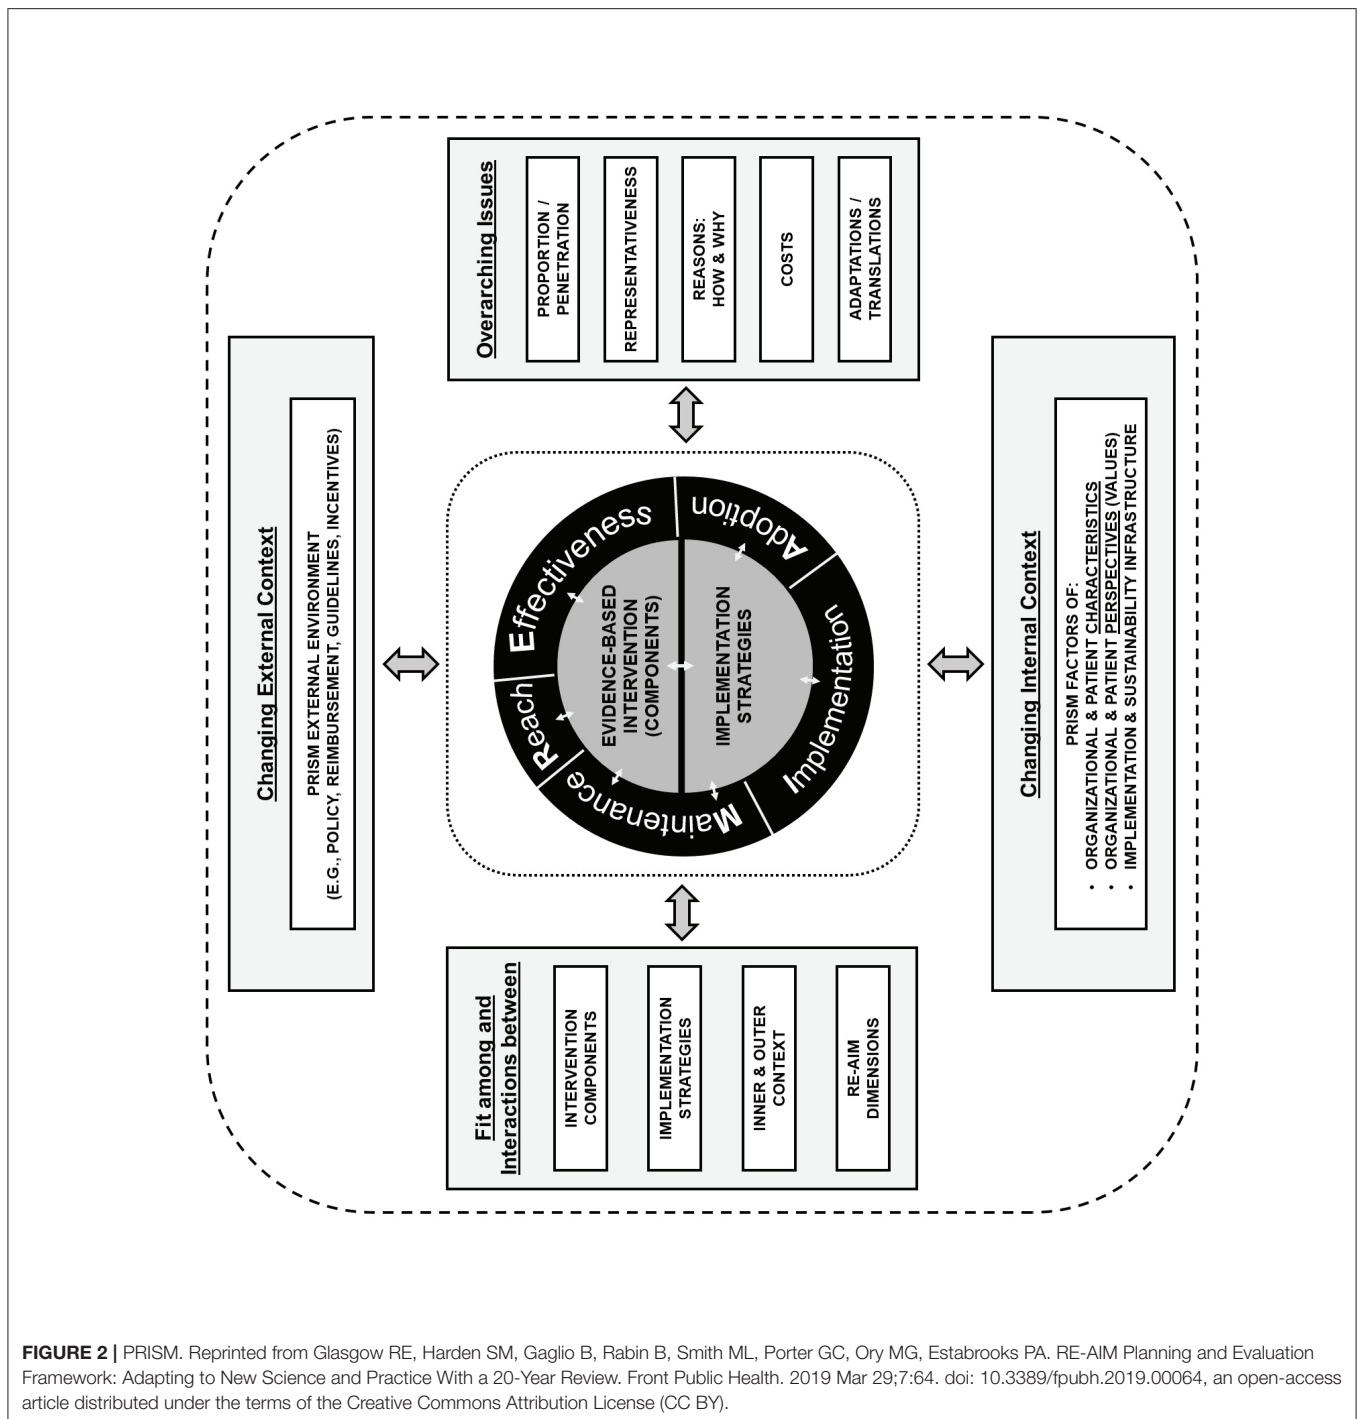 Changing External Context
PRISM EXTERNAL ENVIRONMENT
(E.G., POLICY, REIMBURSEMENT, GUIDELINES, INCENTIVES)
Fit among and
Interactions between
INTERVENTION
COMPONENTS
IMPLEMENTATION
STRATEGIES
INNER & OUTER
CONTEXT
RE-AIM
DIMENSIONS
Reach
Effectiveness
Adoption
Implementation
Maintenance
EVIDENCE-BASED
INTERVENTION
(COMPONENTS)
IMPLEMENTATION
STRATEGIES
Overarching Issues
PROPORTION /
PENETRATION
REPRESENTATIVENESS
REASONS:
HOW & WHY
COSTS
ADAPTATIONS /
TRANSLATIONS
Changing Internal Context
PRISM FACTORS OF:
• ORGANIZATIONAL & PATIENT CHARACTERISTICS
• ORGANIZATIONAL & PATIENT PERSPECTIVES (VALUES)
• IMPLEMENTATION & SUSTAINABILITY INFRASTRUCTURE
FIGURE 2 | PRISM. Reprinted from Glasgow RE, Harden SM, Gaglio B, Rabin B, Smith ML, Porter GC, Ory MG, Estabrooks PA. RE-AIM Planning and Evaluation
Framework: Adapting to New Science and Practice With a 20-Year Review. Front Public Health. 2019 Mar 29;7:64. doi: 10.3389/fpubh.2019.00064, an open-access
article distributed under the terms of the Creative Commons Attribution License (CC BY).